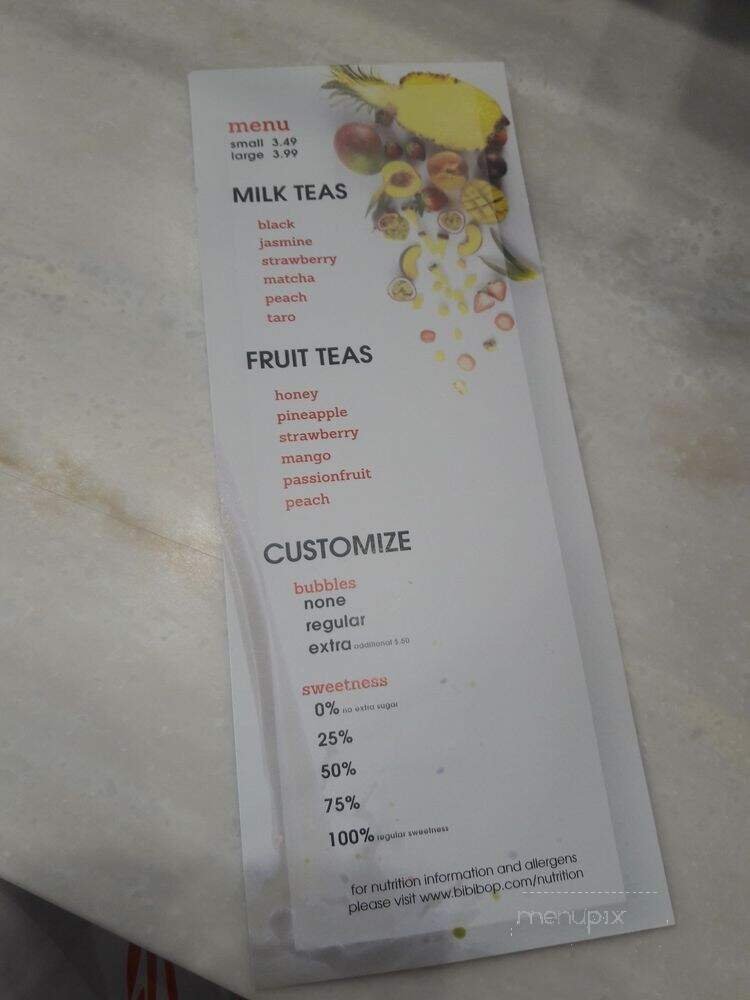 menu
small 3.49
large 3.99
MILK TEAS
black
jasmine
strawberry
matcha
peach
taro
FRUIT TEAS
honey
pineapple
strawberry
mango
passionfruit
peach
CUSTOMIZE
bubbles
none
regular
extra additional $.50
sweetness
0% no extra sugar
25%
50%
75%
100% regular sweetness
for nutrition information and allergens
please visit www.bibibop.com/nutrition
menupix